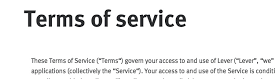 Terms of service
These Terms of Service ("Terms") govern your access to and use of Lever ("Lever", "we"
applications (collectively the "Service"). Your access to and use of the Service is conditi